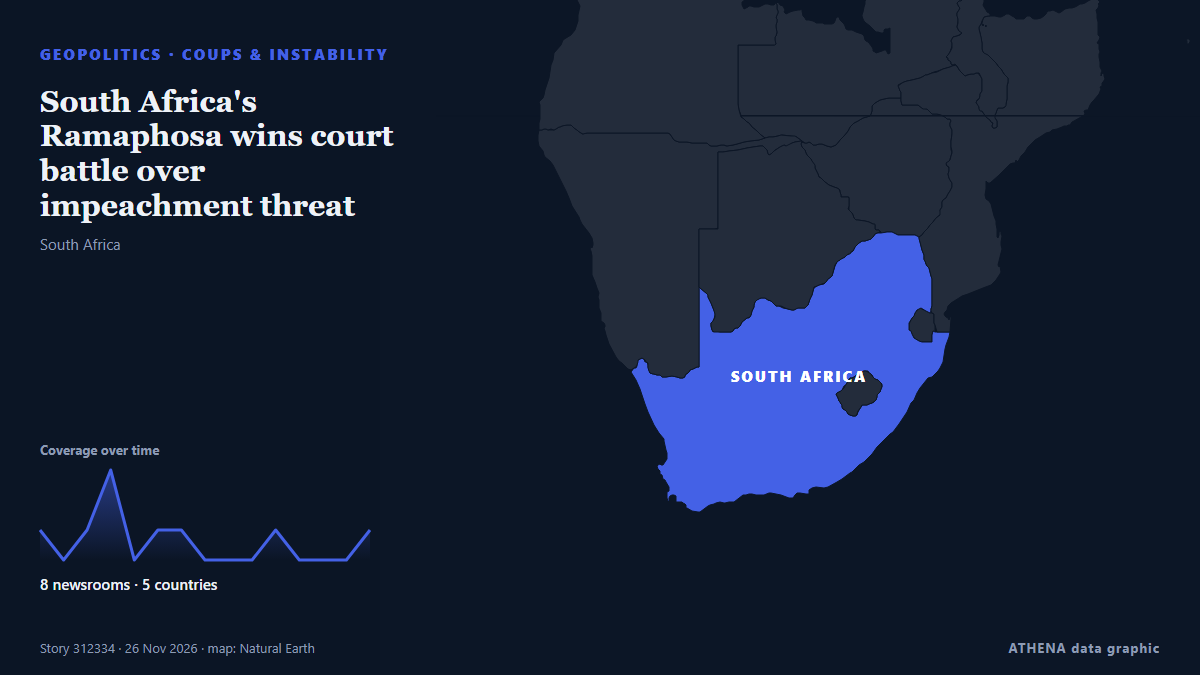 GEOPOLITICS · COUPS & INSTABILITY
South Africa's
Ramaphosa wins court
battle over
impeachment threat
South Africa
SOUTH AFRICA
Coverage over time
8 newsrooms · 5 countries
Story 312334 · 26 Nov 2026 · map: Natural Earth
ATHENA data graphic